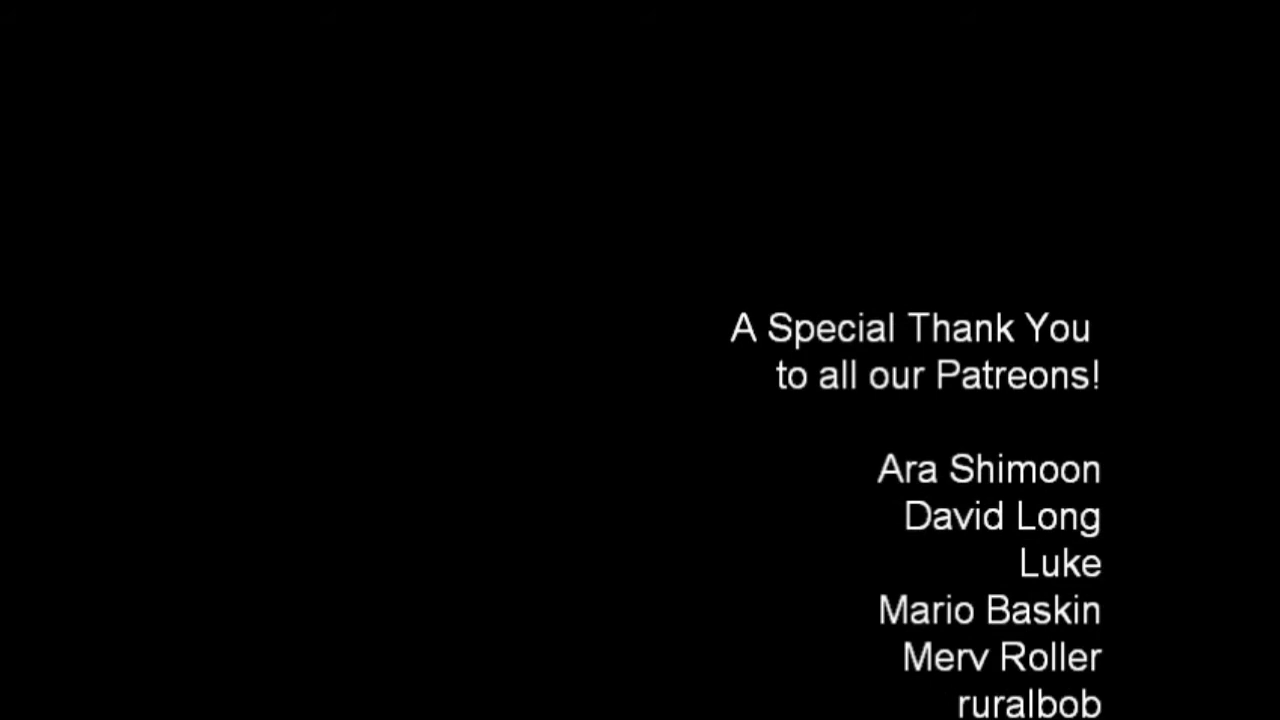 A Special Thank You
to all our Patreons!
Ara Shimoon
David Long
Luke
Mario Baskin
Merv Roller
ruralbob